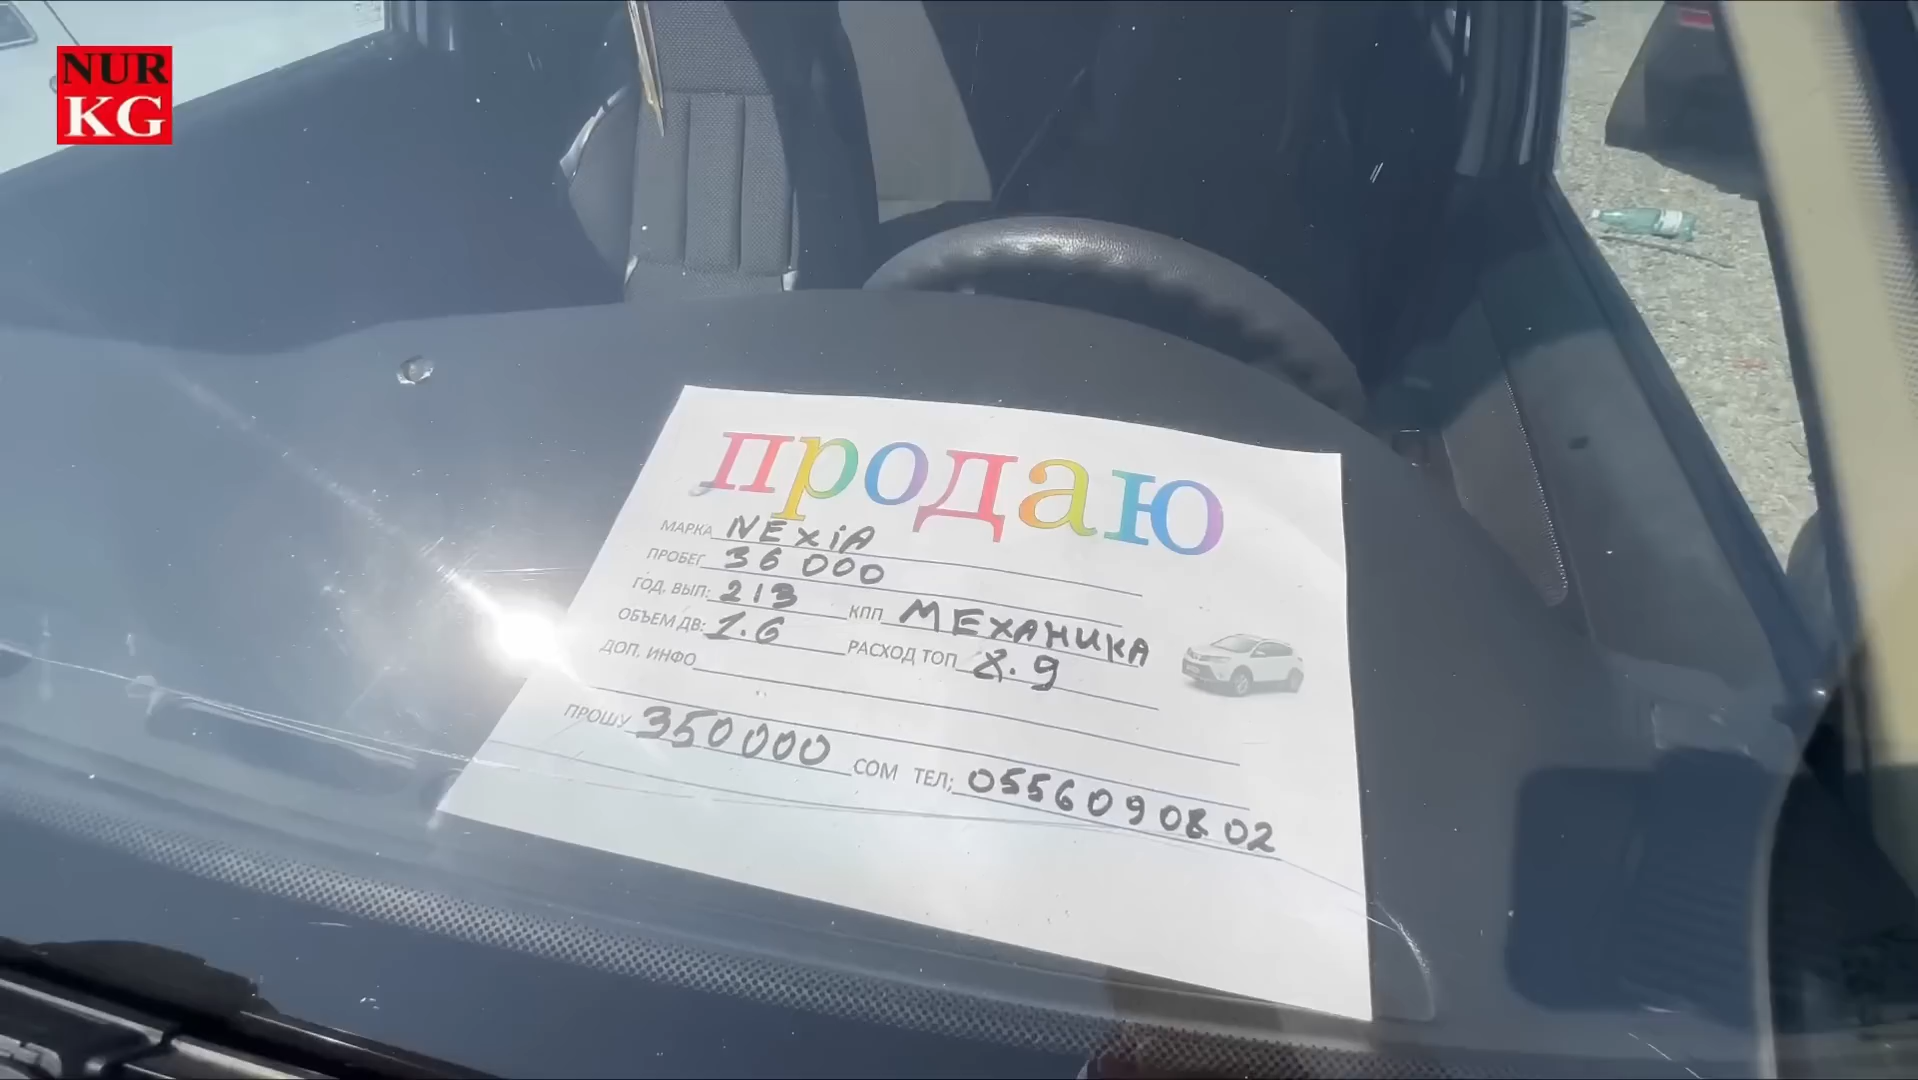 NUR
KG
продаю
МАРКА NEXiA
ПРОБЕГ 36 000
ГОД. ВЫП: 213 КПП МЕХАНИКА
ОБЪЕМ ДВ: 1.6 РАСХОД ТОП 8.9
ДОП. ИНФО
ПРОШУ 350000 СОМ ТЕЛ; 0556090802